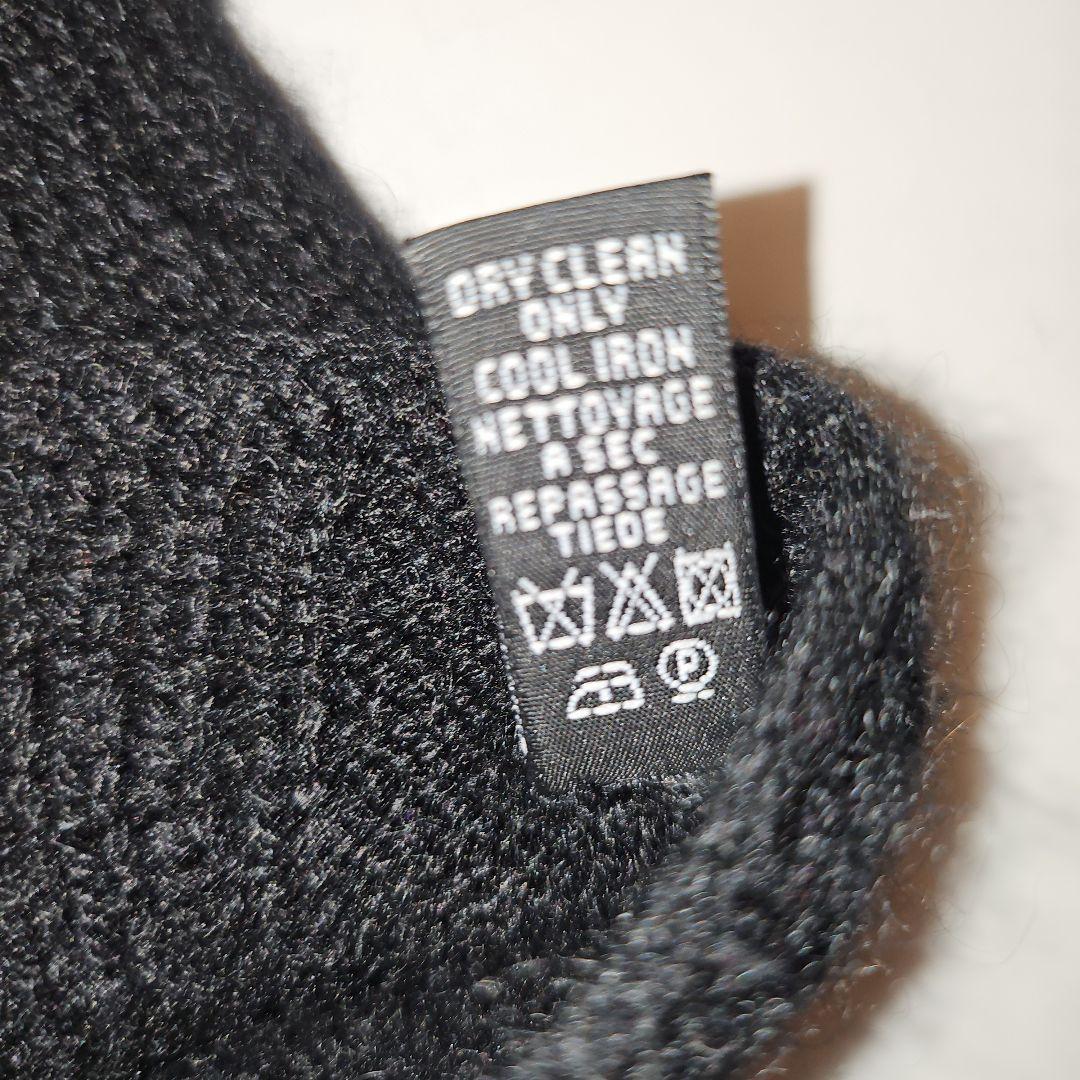 DRY CLEAN
ONLY
COOL IRON
NETTOYAGE
A SEC
REPASSAGE
TIEDE
P